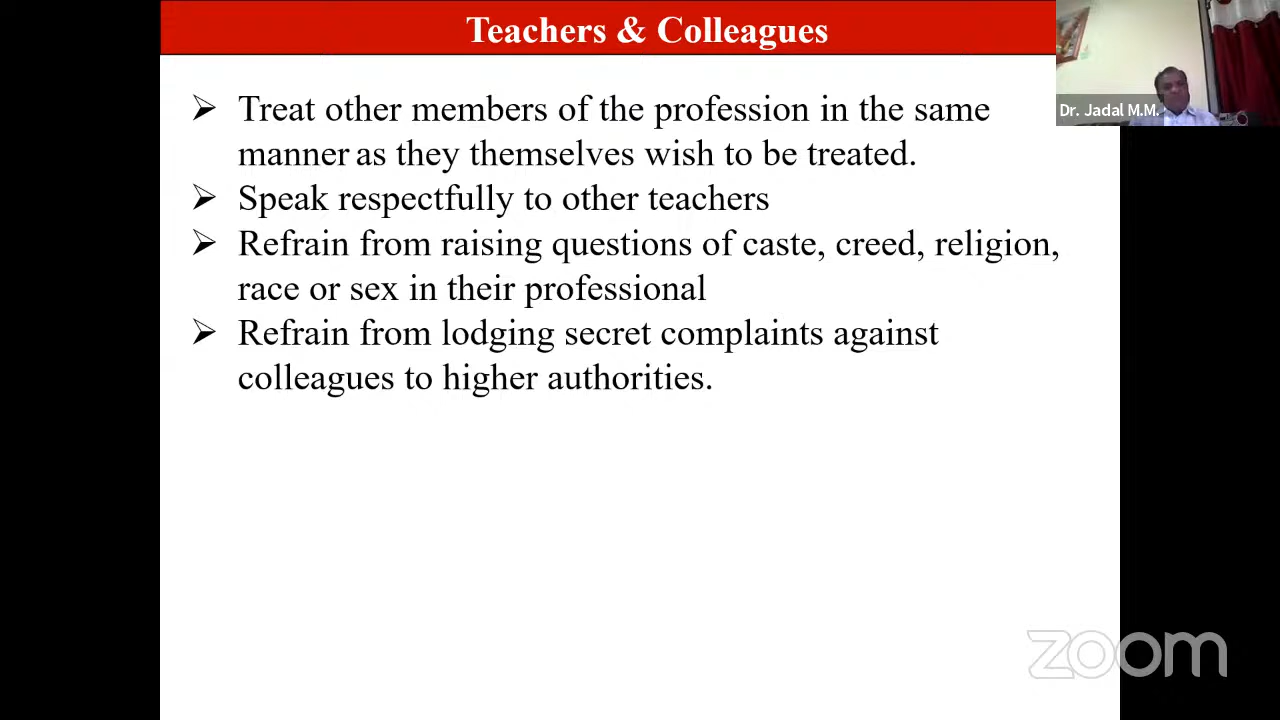 Teachers & Colleagues
Dr. Jadal M.M.
➢ Treat other members of the profession in the same
manner as they themselves wish to be treated.
➢ Speak respectfully to other teachers
➢ Refrain from raising questions of caste, creed, religion,
race or sex in their professional
➢ Refrain from lodging secret complaints against
colleagues to higher authorities.
zoom